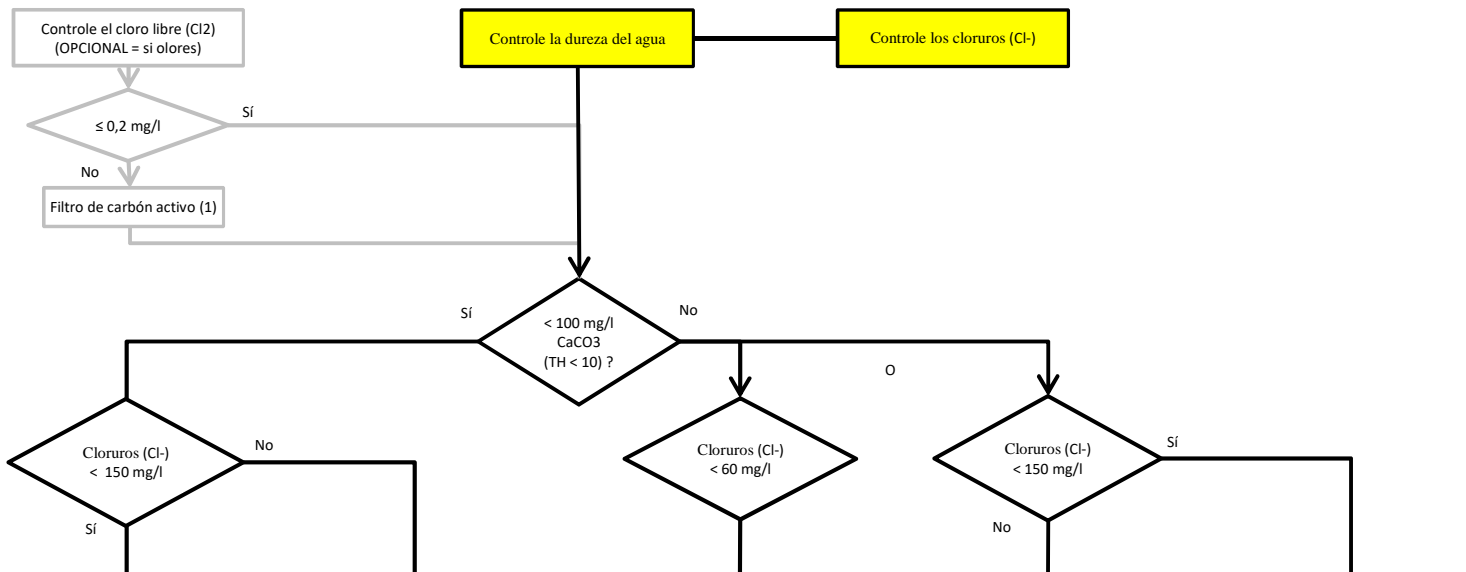 Controle el cloro libre (Cl2)
(OPCIONAL = si olores)
Controle la dureza del agua
Controle los cloruros (Cl-)
≤ 0,2 mg/l
Sí
No
Filtro de carbón activo (1)
Sí
< 100 mg/l
CaCO3
(TH < 10) ?
No
O
Cloruros (Cl-)
< 150 mg/l
No
Sí
Cloruros (Cl-)
< 60 mg/l
Cloruros (Cl-)
< 150 mg/l
Sí
No